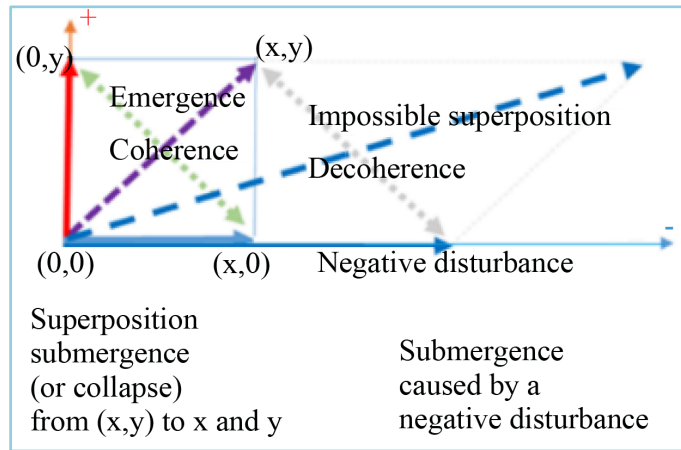 +
(0,y)
(x,y)
Emergence
Impossible superposition
Coherence
Decoherence
-
(0,0)
(x,0)
Negative disturbance
Superposition
submergence
(or collapse)
from (x,y) to x and y
Submergence
caused by a
negative disturbance